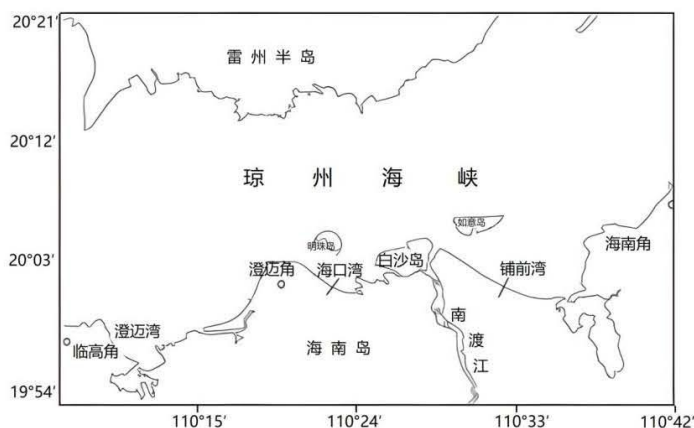 20°21′
雷州半岛
20°12′
琼州海峡
如意岛
明珠岛
海南角
20°03′
澄迈角
海口湾
白沙岛
铺前湾
澄迈湾
临高角
海南岛
南渡江
19°54′
110°15′
110°24′
110°33′
110°42′